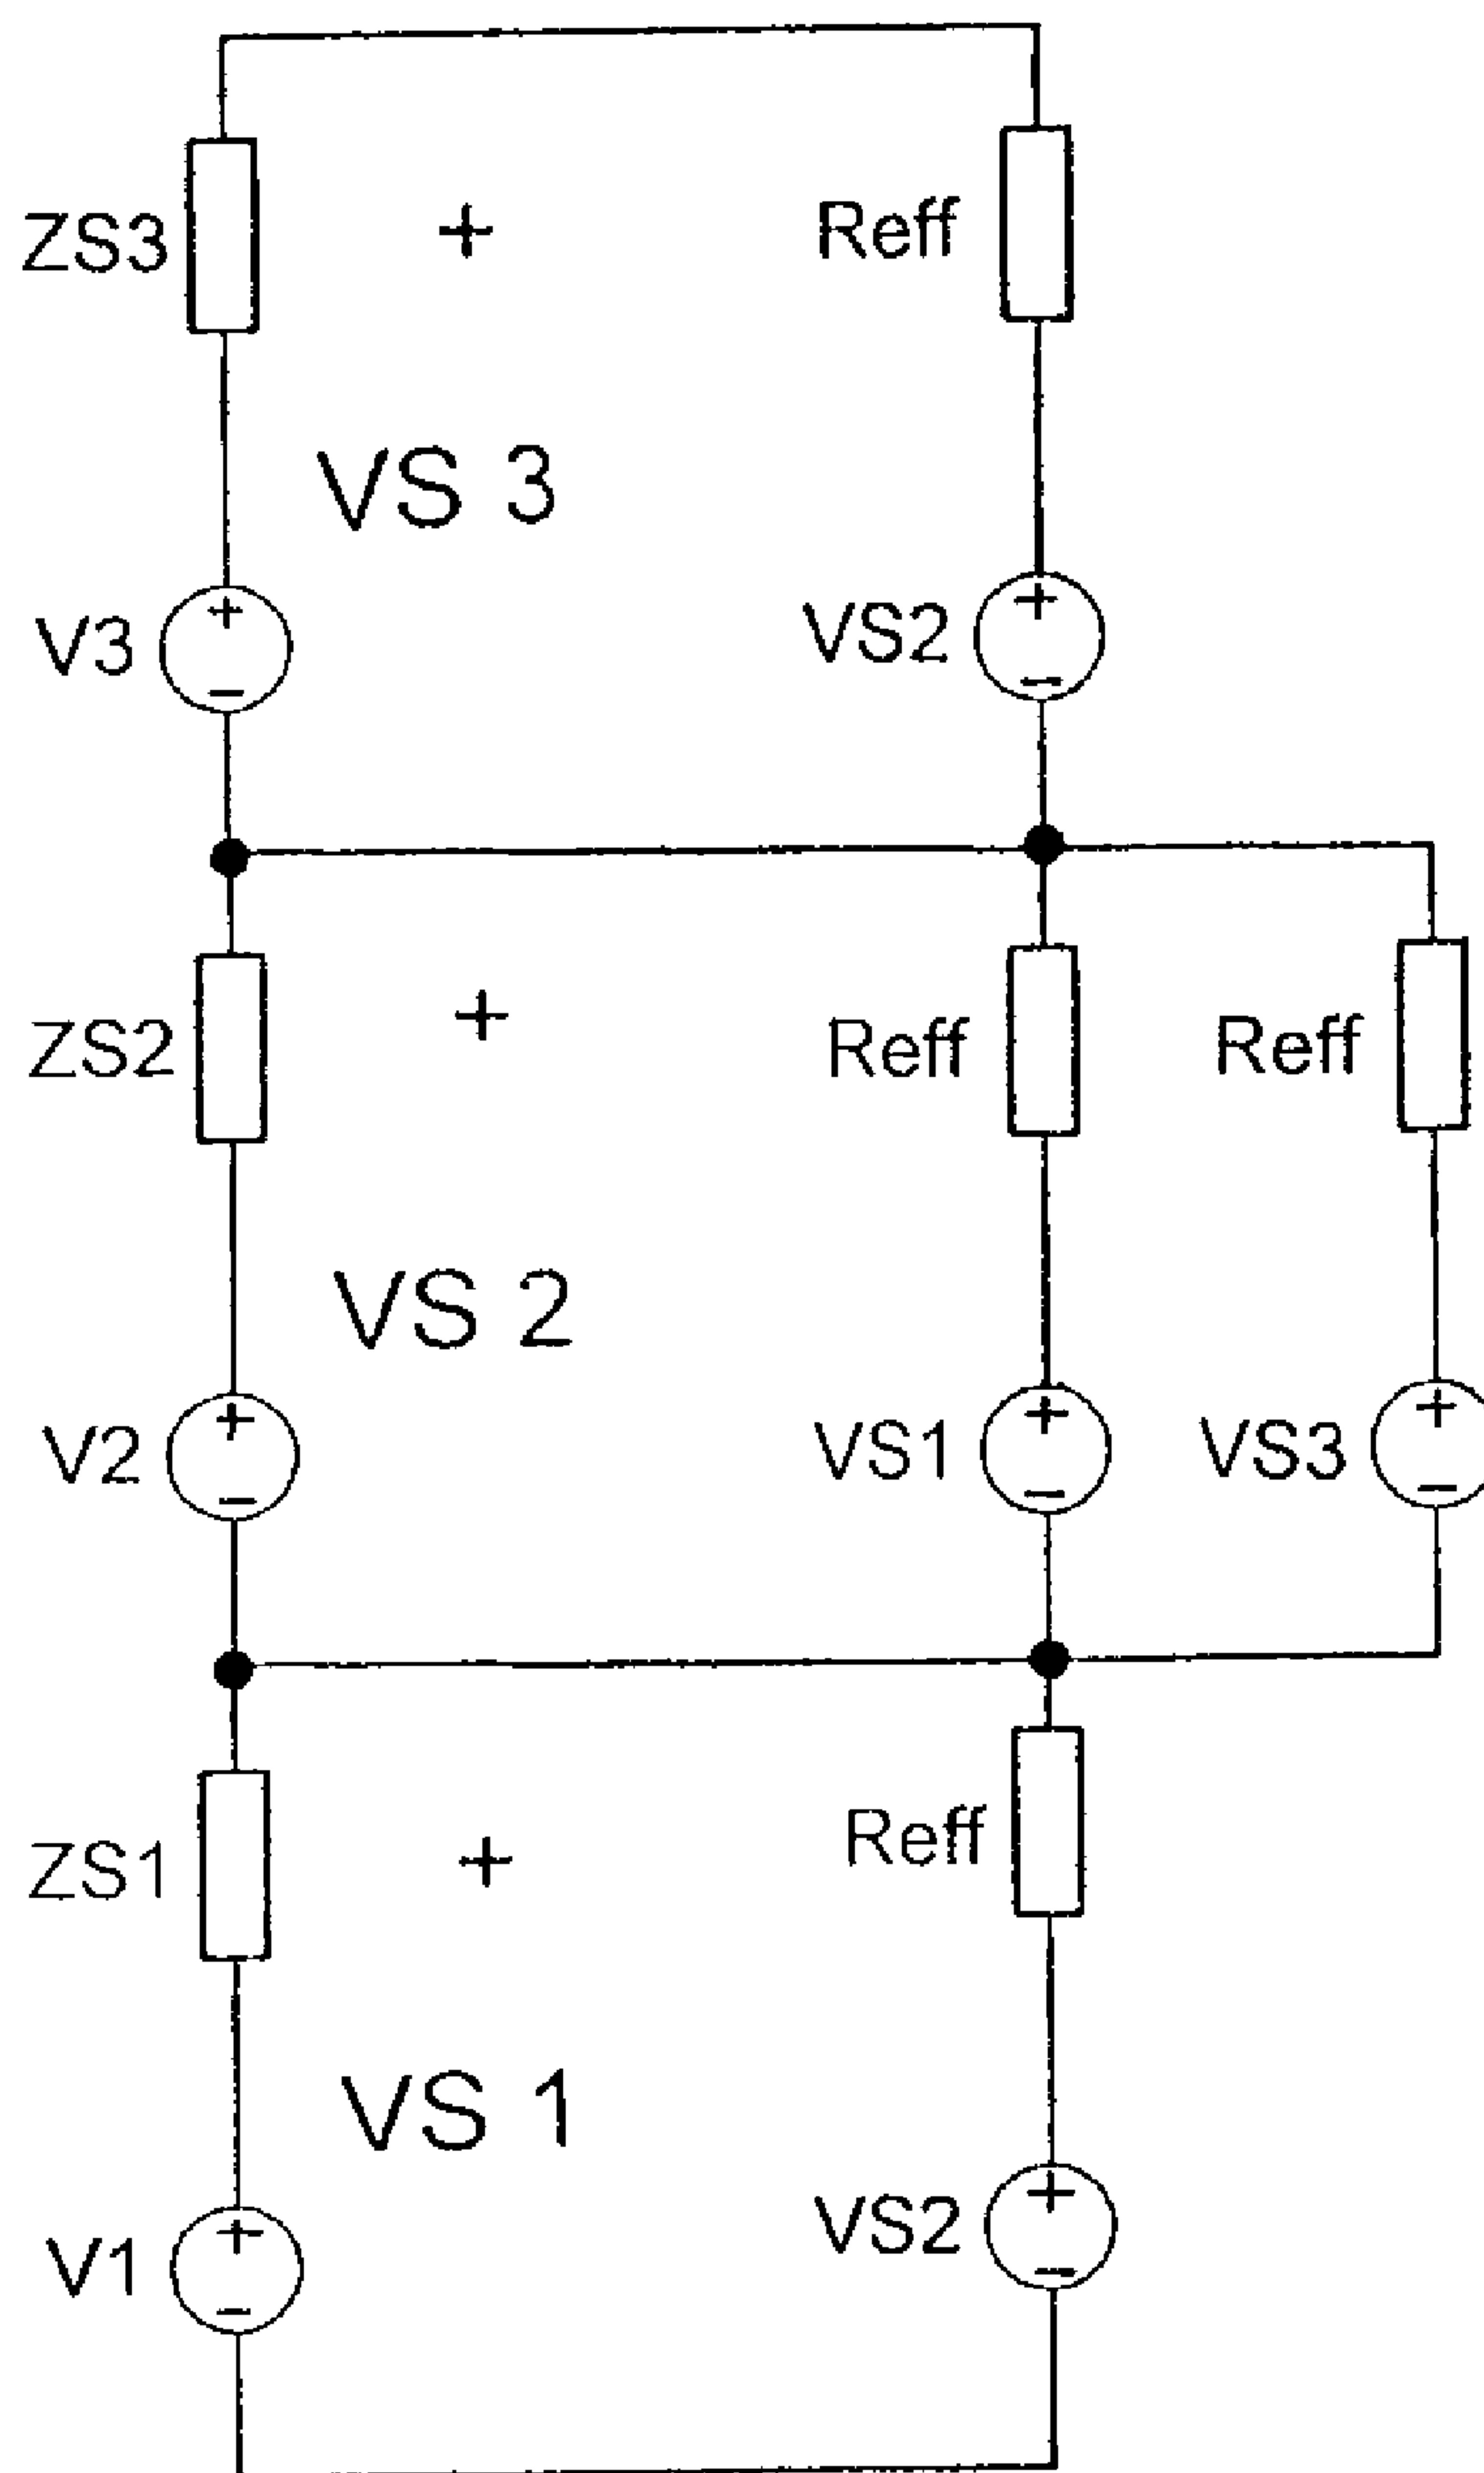 ZS3
+
Reff
VS 3
V3
+
−
VS2
+
−
ZS2
+
Reff
Reff
VS 2
V2
+
−
VS1
+
−
VS3
+
−
ZS1
+
Reff
VS 1
V1
+
−
VS2
+
−